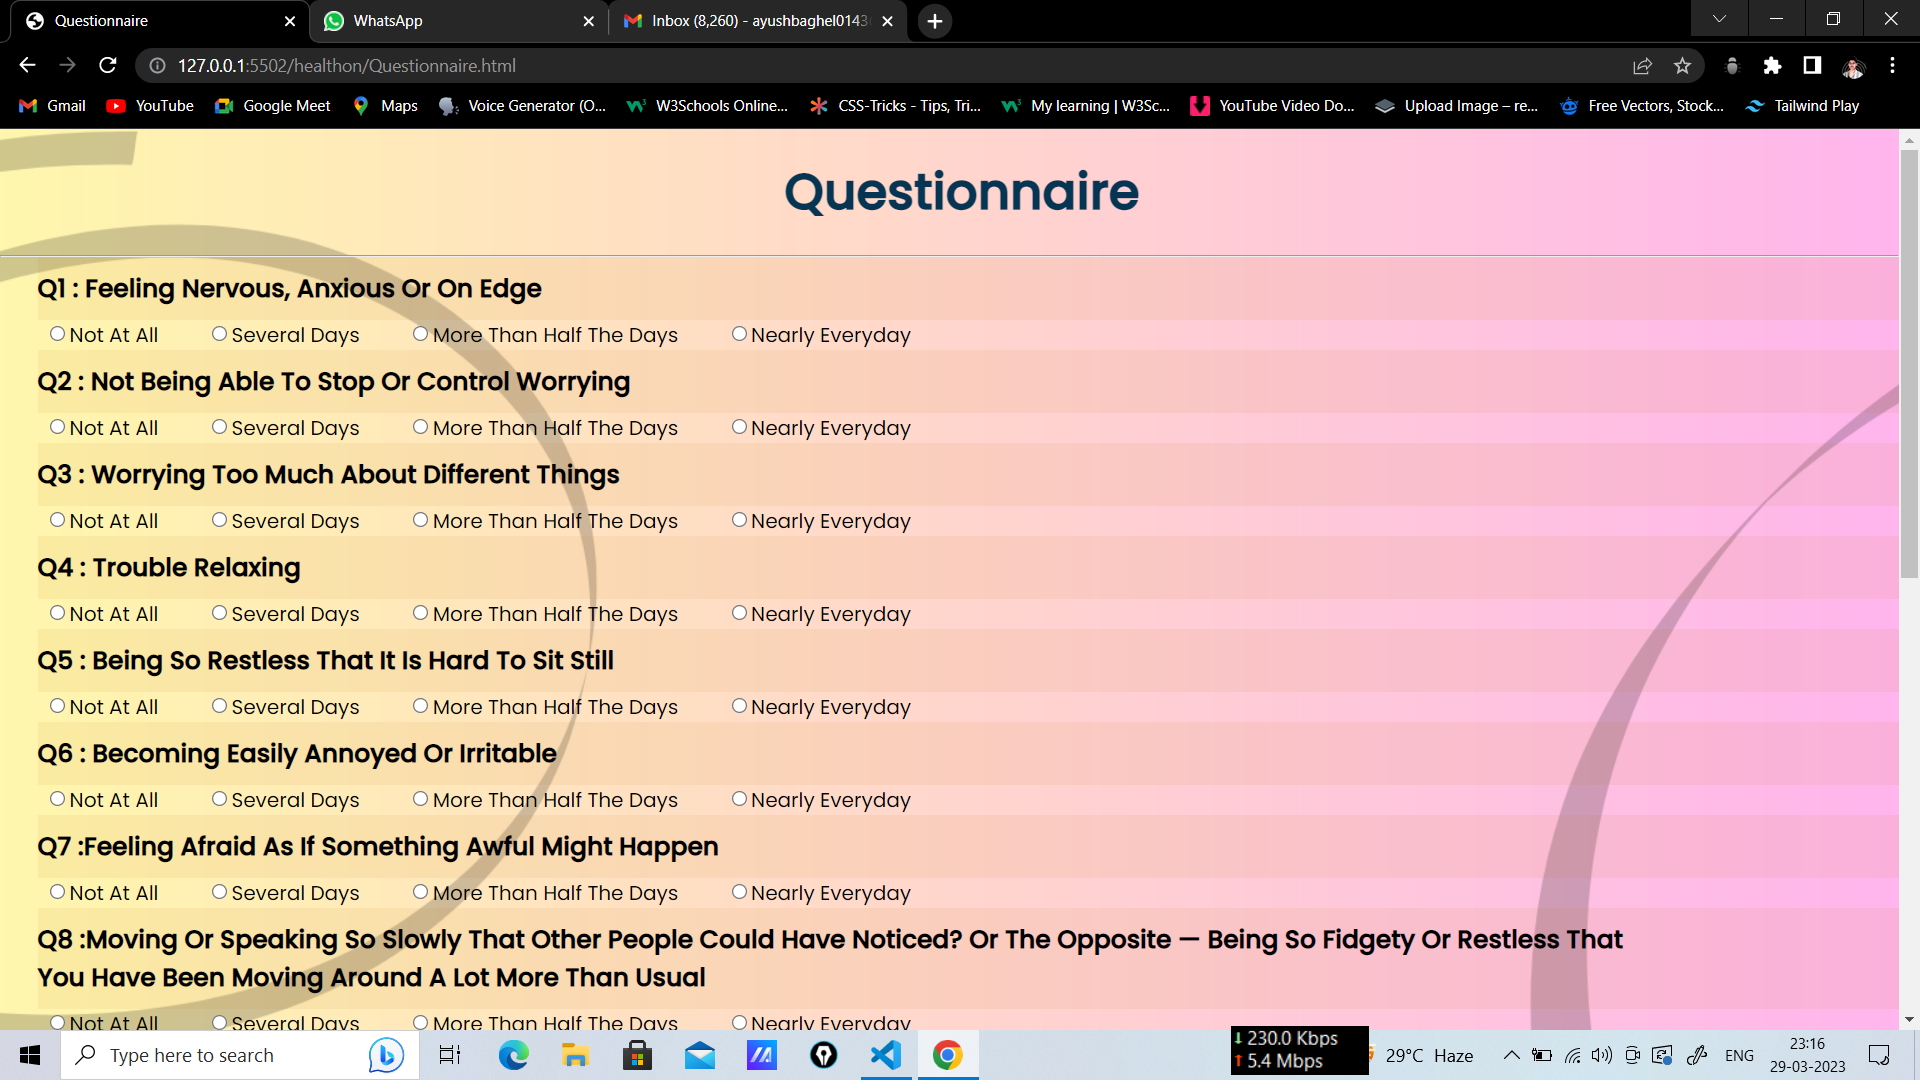 Questionnaire
WhatsApp
Inbox (8,260) - ayushbaghel0143
127.0.0.1:5502/healthon/Questionnaire.html
Gmail
YouTube
Google Meet
Maps
Voice Generator (O...
W3Schools Online...
CSS-Tricks - Tips, Tri...
My learning | W3Sc...
YouTube Video Do...
Upload Image – re...
Free Vectors, Stock...
Tailwind Play
Questionnaire
Q1 : Feeling Nervous, Anxious Or On Edge
Not At All Several Days More Than Half The Days Nearly Everyday
Q2 : Not Being Able To Stop Or Control Worrying
Not At All Several Days More Than Half The Days Nearly Everyday
Q3 : Worrying Too Much About Different Things
Not At All Several Days More Than Half The Days Nearly Everyday
Q4 : Trouble Relaxing
Not At All Several Days More Than Half The Days Nearly Everyday
Q5 : Being So Restless That It Is Hard To Sit Still
Not At All Several Days More Than Half The Days Nearly Everyday
Q6 : Becoming Easily Annoyed Or Irritable
Not At All Several Days More Than Half The Days Nearly Everyday
Q7 :Feeling Afraid As If Something Awful Might Happen
Not At All Several Days More Than Half The Days Nearly Everyday
Q8 :Moving Or Speaking So Slowly That Other People Could Have Noticed? Or The Opposite — Being So Fidgety Or Restless That
You Have Been Moving Around A Lot More Than Usual
Not At All Several Days More Than Half The Days Nearly Everyday
Type here to search
230.0 Kbps
5.4 Mbps
29°C Haze
ENG
23:16
29-03-2023